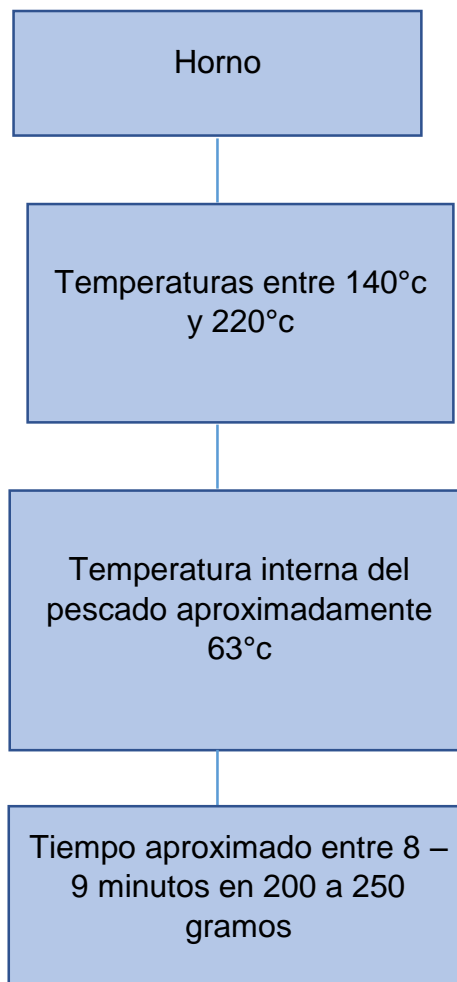 Horno
Temperaturas entre 140°c
y 220°c
Temperatura interna del
pescado aproximadamente
63°c
Tiempo aproximado entre 8 –
9 minutos en 200 a 250
gramos